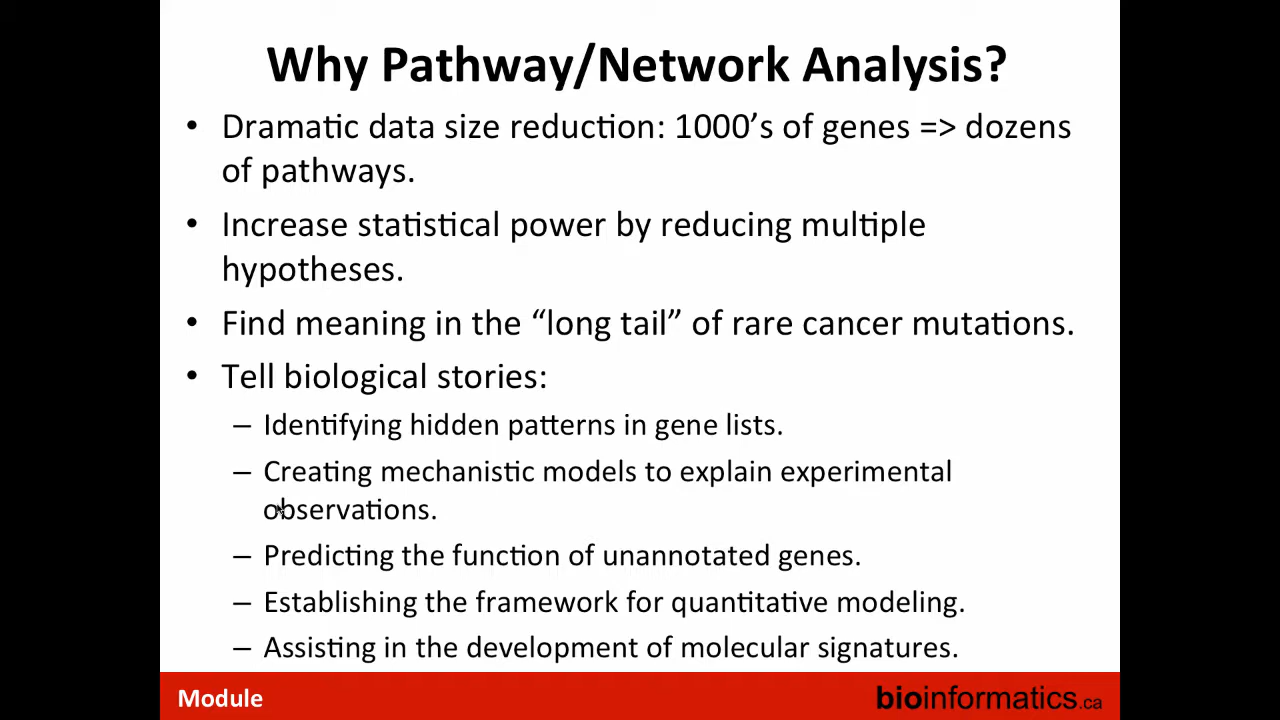 Why Pathway/Network Analysis?
• Dramatic data size reduction: 1000’s of genes => dozens
of pathways.
• Increase statistical power by reducing multiple
hypotheses.
• Find meaning in the “long tail” of rare cancer mutations.
• Tell biological stories:
– Identifying hidden patterns in gene lists.
– Creating mechanistic models to explain experimental
observations.
– Predicting the function of unannotated genes.
– Establishing the framework for quantitative modeling.
– Assisting in the development of molecular signatures.
Module
bioinformatics.ca